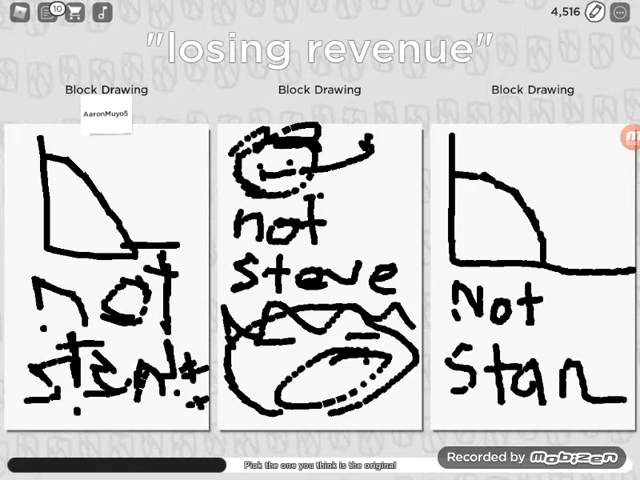 10
4,516
"losing revenue"
Block Drawing
Block Drawing
Block Drawing
AaronMuyo5
not
not
steve
Not
stan
Pick the one you think is the original
Recorded by mobizen